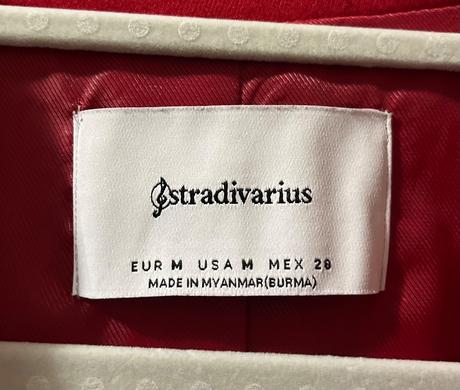 stradivarius
EUR M USA M MEX 28
MADE IN MYANMAR(BURMA)